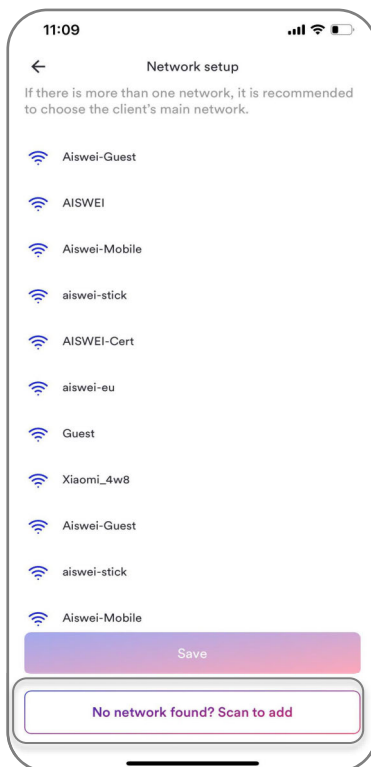 11:09
Network setup
If there is more than one network, it is recommended
to choose the client's main network.
Aiswei-Guest
AISWEI
Aiswei-Mobile
aiswei-stick
AISWEI-Cert
aiswei-eu
Guest
Xiaomi_4w8
Aiswei-Guest
aiswei-stick
Aiswei-Mobile
Save
No network found? Scan to add